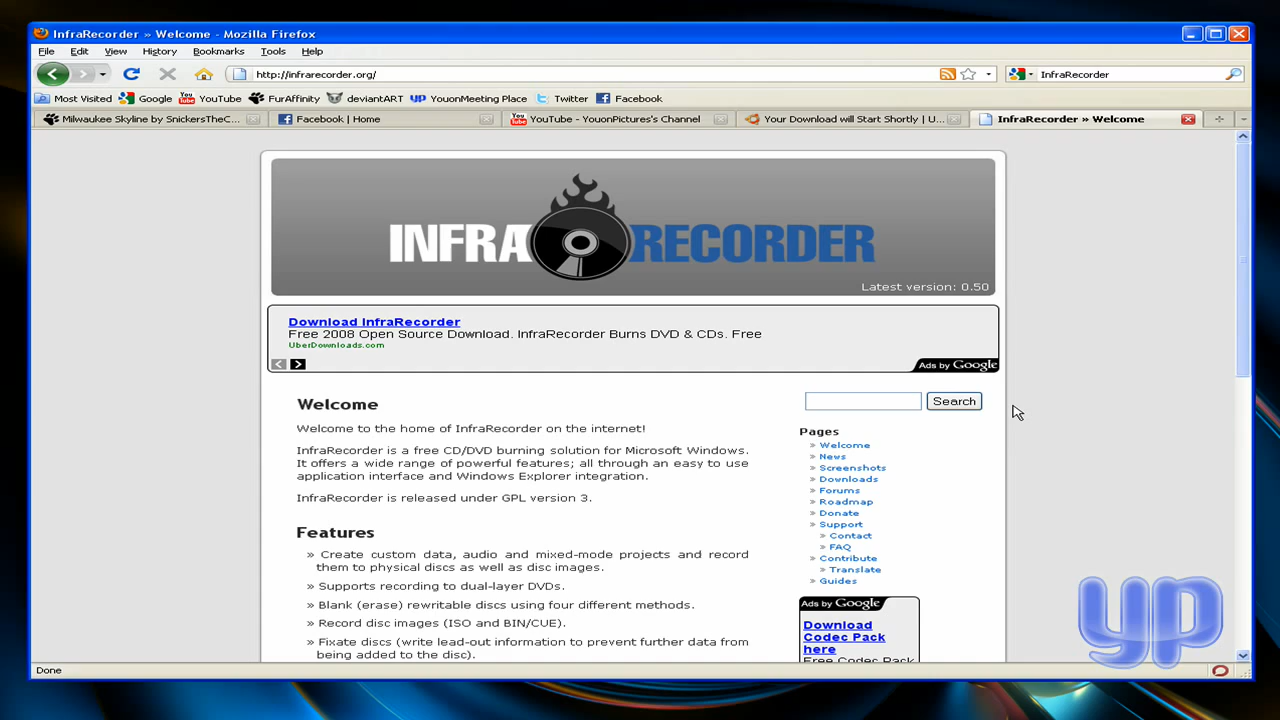 InfraRecorder » Welcome - Mozilla Firefox
File Edit View History Bookmarks Tools Help
http://infrarecorder.org/
InfraRecorder
Most Visited Google YouTube FurAffinity deviantART YouonMeeting Place Twitter Facebook
Milwaukee Skyline by SnickersTheC...
Facebook | Home
YouTube - YouonPictures's Channel
Your Download will Start Shortly | U...
InfraRecorder » Welcome
INFRA RECORDER
Latest version: 0.50
Download InfraRecorder
Free 2008 Open Source Download. InfraRecorder Burns DVD & CDs. Free
UberDownloads.com
Ads by Google
Welcome
Welcome to the home of InfraRecorder on the internet!
InfraRecorder is a free CD/DVD burning solution for Microsoft Windows.
It offers a wide range of powerful features; all through an easy to use
application interface and Windows Explorer integration.
InfraRecorder is released under GPL version 3.
Features
» Create custom data, audio and mixed-mode projects and record
them to physical discs as well as disc images.
» Supports recording to dual-layer DVDs.
» Blank (erase) rewritable discs using four different methods.
» Record disc images (ISO and BIN/CUE).
» Fixate discs (write lead-out information to prevent further data from
being added to the disc).
Search
Pages
» Welcome
» News
» Screenshots
» Downloads
» Forums
» Roadmap
» Donate
» Support
» Contact
» FAQ
» Contribute
» Translate
» Guides
Ads by Google
Download
Codec Pack
here
Free Codec Pack
yp
Done